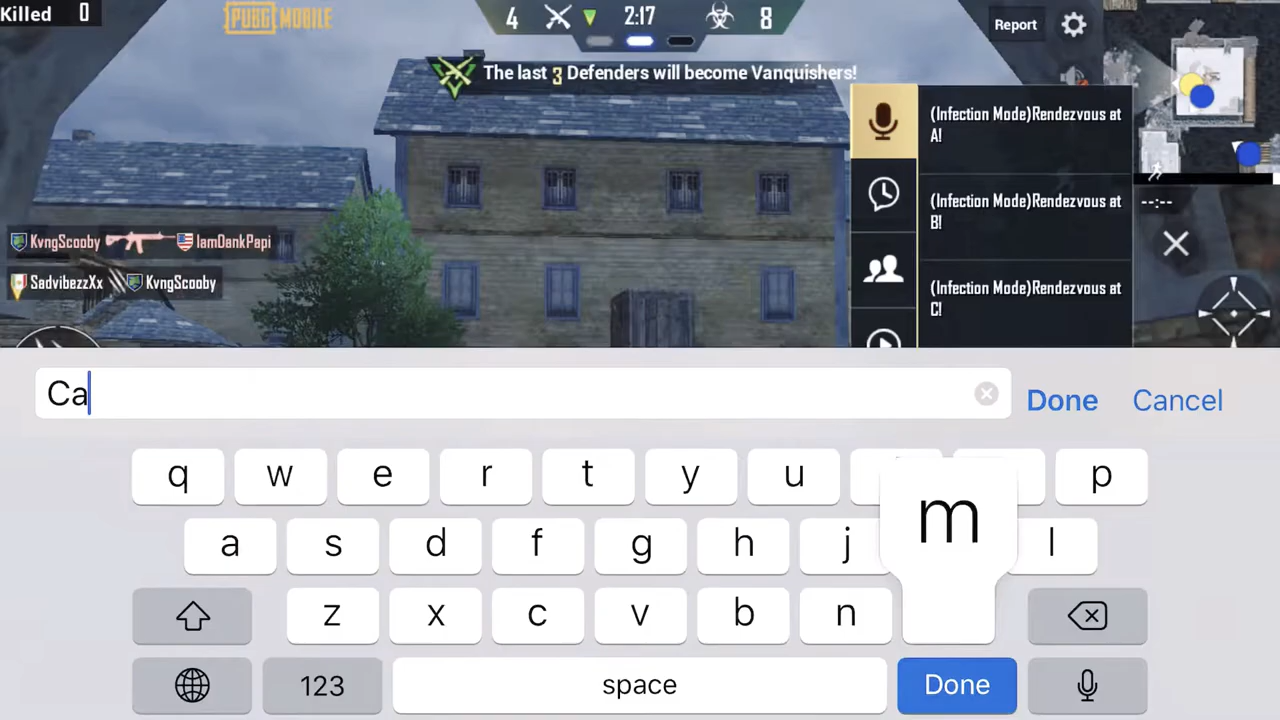 Killed 0
PUBG MOBILE
4 2:17 8
Report
The last 3 Defenders will become Vanquishers!
(Infection Mode)Rendezvous at
A!
(Infection Mode)Rendezvous at
B!
--:--
KvngScooby IamDankPapi
SadvibezzXx KvngScooby
(Infection Mode)Rendezvous at
C!
Ca
Done Cancel
q w e r t y u p
a s d f g h j m l
z x c v b n
123 space Done